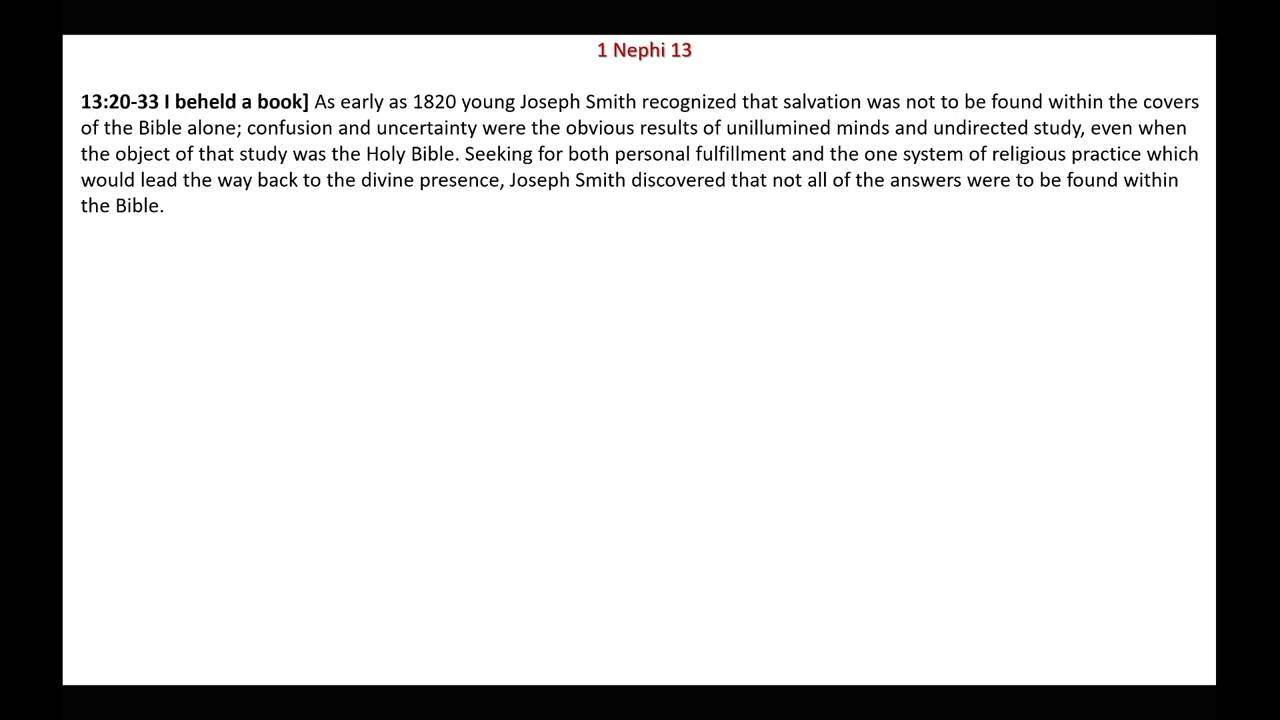 1 Nephi 13
13:20-33 I beheld a book] As early as 1820 young Joseph Smith recognized that salvation was not to be found within the covers
of the Bible alone; confusion and uncertainty were the obvious results of unillumined minds and undirected study, even when
the object of that study was the Holy Bible. Seeking for both personal fulfillment and the one system of religious practice which
would lead the way back to the divine presence, Joseph Smith discovered that not all of the answers were to be found within
the Bible.